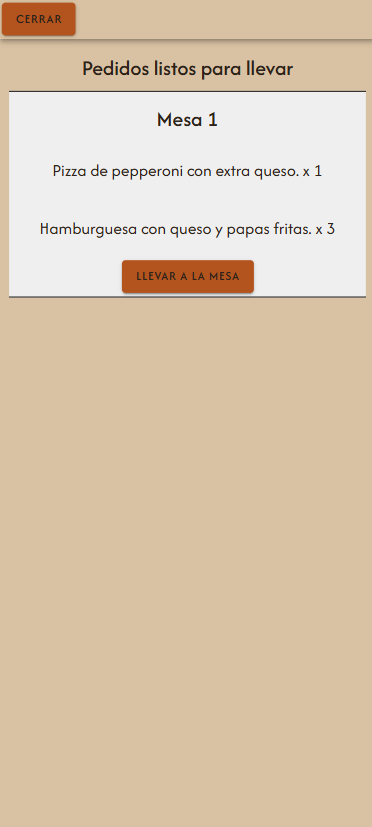 CERRAR
Pedidos listos para llevar
Mesa 1
Pizza de pepperoni con extra queso. x 1
Hamburguesa con queso y papas fritas. x 3
LLEVAR A LA MESA